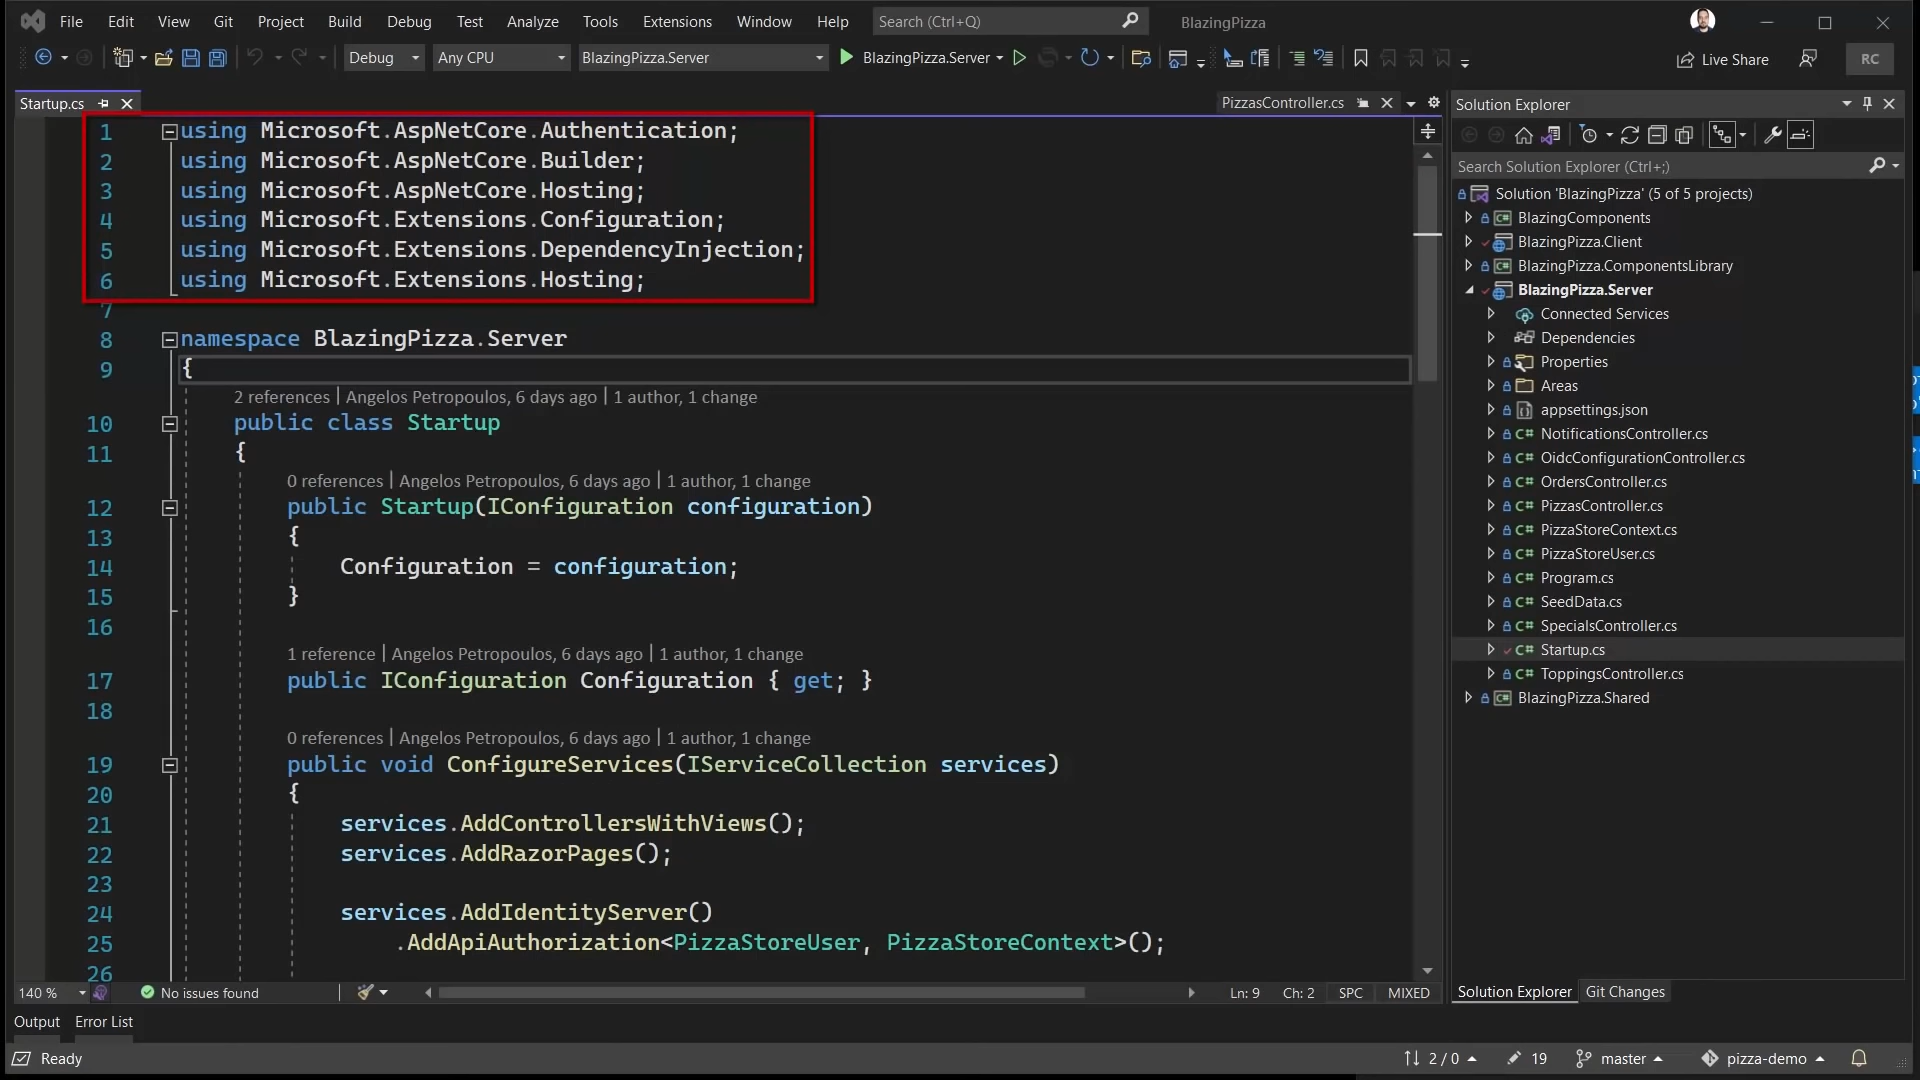 File Edit View Git Project Build Debug Test Analyze Tools Extensions Window Help Search (Ctrl+Q) BlazingPizza
Debug Any CPU BlazingPizza.Server BlazingPizza.Server Live Share RC
Startup.cs PizzasController.cs
1 using Microsoft.AspNetCore.Authentication;
2 using Microsoft.AspNetCore.Builder;
3 using Microsoft.AspNetCore.Hosting;
4 using Microsoft.Extensions.Configuration;
5 using Microsoft.Extensions.DependencyInjection;
6 using Microsoft.Extensions.Hosting;
7
8 namespace BlazingPizza.Server
9 {
2 references | Angelos Petropoulos, 6 days ago | 1 author, 1 change
10 public class Startup
11 {
0 references | Angelos Petropoulos, 6 days ago | 1 author, 1 change
12 public Startup(IConfiguration configuration)
13 {
14 Configuration = configuration;
15 }
16
1 reference | Angelos Petropoulos, 6 days ago | 1 author, 1 change
17 public IConfiguration Configuration { get; }
18
0 references | Angelos Petropoulos, 6 days ago | 1 author, 1 change
19 public void ConfigureServices(IServiceCollection services)
20 {
21 services.AddControllersWithViews();
22 services.AddRazorPages();
23
24 services.AddIdentityServer()
25 .AddApiAuthorization<PizzaStoreUser, PizzaStoreContext>();
26
140 % No issues found Ln: 9 Ch: 2 SPC MIXED
Output Error List
Solution Explorer
Search Solution Explorer (Ctrl+;)
Solution 'BlazingPizza' (5 of 5 projects)
C# BlazingComponents
BlazingPizza.Client
C# BlazingPizza.ComponentsLibrary
BlazingPizza.Server
Connected Services
Dependencies
Properties
Areas
appsettings.json
C# NotificationsController.cs
C# OidcConfigurationController.cs
C# OrdersController.cs
C# PizzasController.cs
C# PizzaStoreContext.cs
C# PizzaStoreUser.cs
C# Program.cs
C# SeedData.cs
C# SpecialsController.cs
C# Startup.cs
C# ToppingsController.cs
C# BlazingPizza.Shared
Solution Explorer Git Changes
Ready 2 / 0 19 master pizza-demo